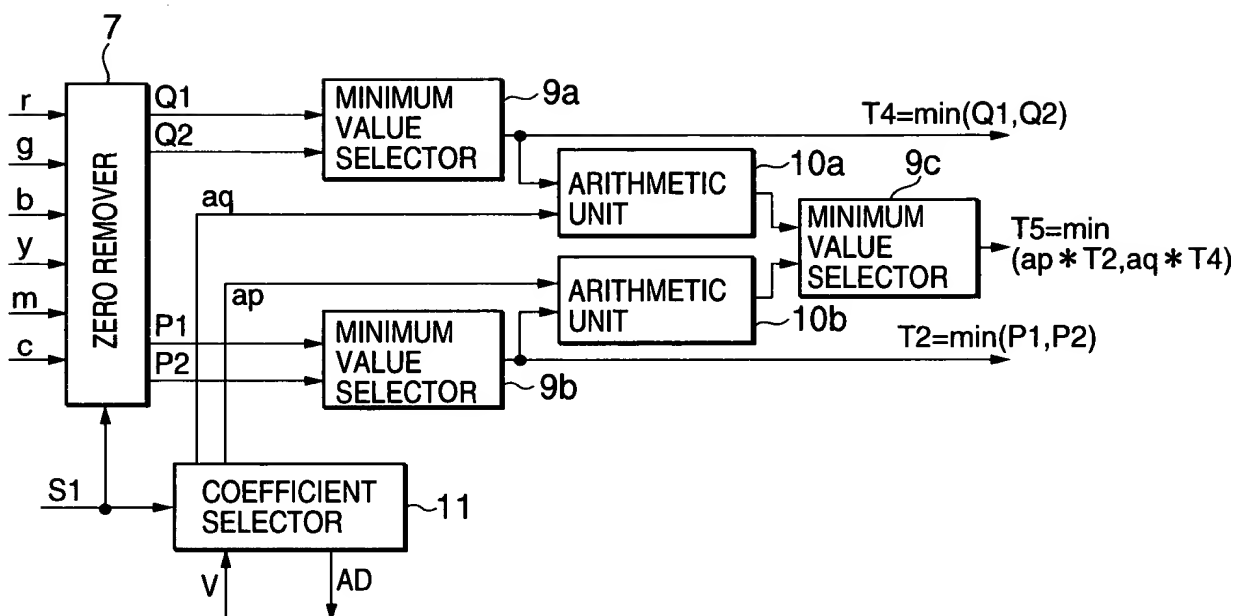 7
r
g
b
y
m
c
ZERO REMOVER
Q1
Q2
MINIMUM
VALUE
SELECTOR
9a
T4=min(Q1,Q2)
aq
ARITHMETIC
UNIT
10a
9c
MINIMUM
VALUE
SELECTOR
T5=min
(ap*T2,aq*T4)
ap
ARITHMETIC
UNIT
10b
P1
P2
MINIMUM
VALUE
SELECTOR
9b
T2=min(P1,P2)
S1
COEFFICIENT
SELECTOR
11
V
AD